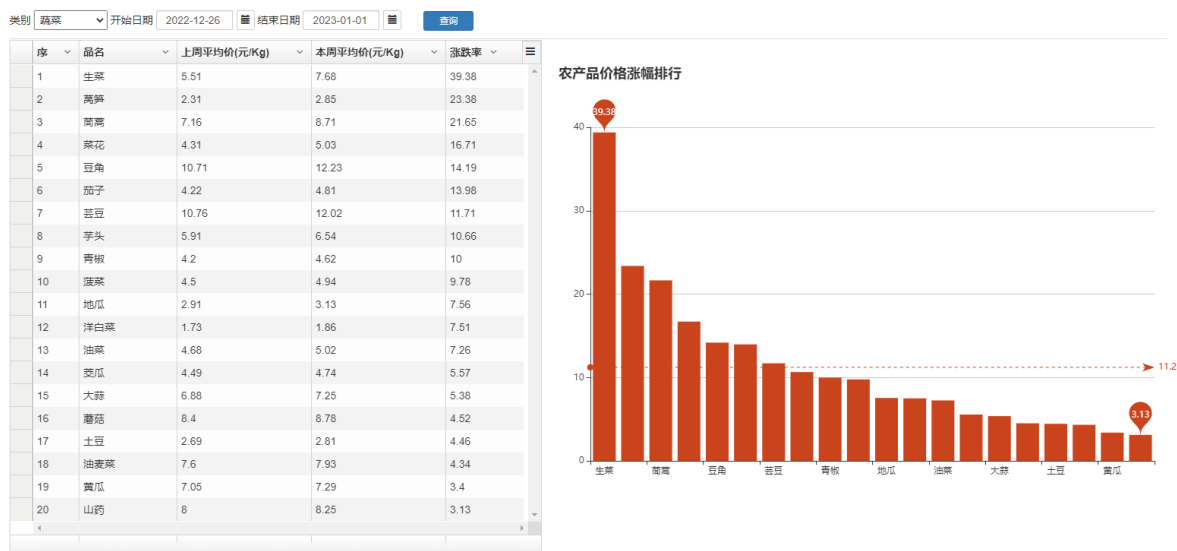 类别 蔬菜 开始日期 2022-12-26 结束日期 2023-01-01 查询
序 品名 上周平均价(元/Kg) 本周平均价(元/Kg) 涨跌率
1 生菜 5.51 7.68 39.38
2 莴笋 2.31 2.85 23.38
3 茼蒿 7.16 8.71 21.65
4 菜花 4.31 5.03 16.71
5 豆角 10.71 12.23 14.19
6 茄子 4.22 4.81 13.98
7 芸豆 10.76 12.02 11.71
8 芋头 5.91 6.54 10.66
9 青椒 4.2 4.62 10
10 菠菜 4.5 4.94 9.78
11 地瓜 2.91 3.13 7.56
12 洋白菜 1.73 1.86 7.51
13 油菜 4.68 5.02 7.26
14 茭瓜 4.49 4.74 5.57
15 大蒜 6.88 7.25 5.38
16 蘑菇 8.4 8.78 4.52
17 土豆 2.69 2.81 4.46
18 油麦菜 7.6 7.93 4.34
19 黄瓜 7.05 7.29 3.4
20 山药 8 8.25 3.13
农产品价格涨幅排行
39.38
40
30
20
11.2
10
3.13
0
生菜 茼蒿 豆角 芸豆 青椒 地瓜 油菜 大蒜 土豆 黄瓜